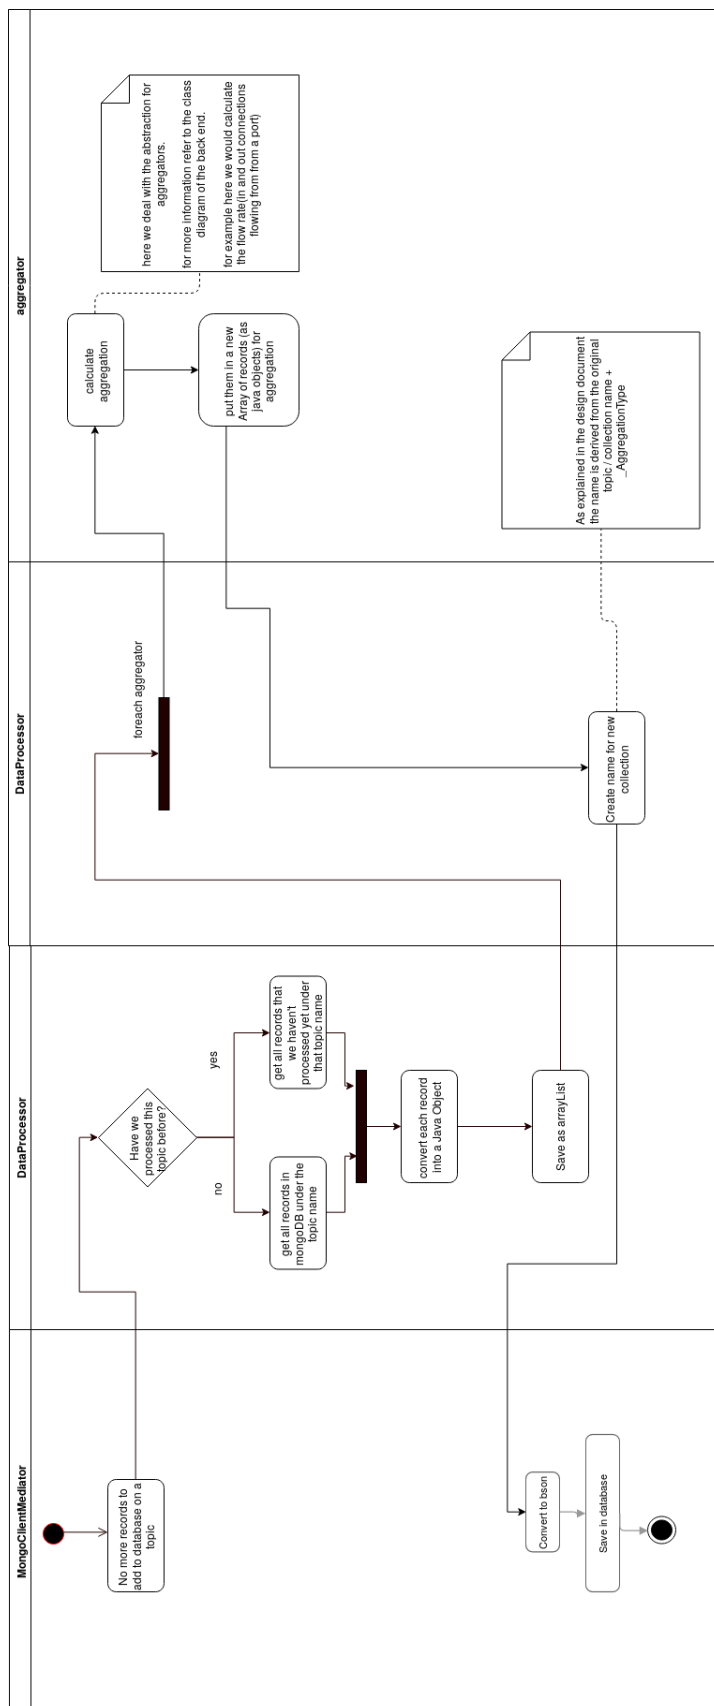 MongoClientMediator
No more records to
add to database on a
topic
Convert to bson
Save in database
DataProcessor
Have we
processed this
topic before?
no
yes
get all records in
mongoDB under the
topic name
get all records that
we haven't
processed yet under
that topic name
convert each record
into a Java Object
Save as arrayList
DataProcessor
foreach aggregator
Create name for new
collection
aggregator
calculate
aggregation
put them in a new
Array of records (as
java objects) for
aggregation
here we deal with the abstraction for
aggregators.
for more information refer to the class
diagram of the back end.
for example here we would calculate
the flow rate(in and out connections
flowing from from a port)
As explained in the design document
the name is derived from the original
topic / collection name +
_AggregationType